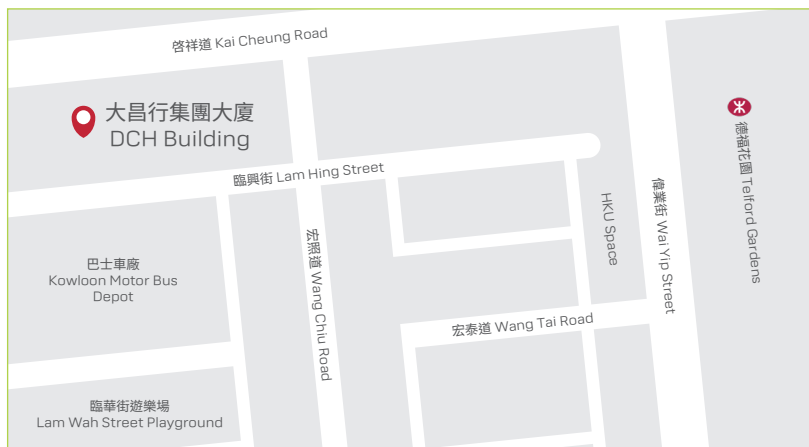 啓祥道 Kai Cheung Road
大昌行集團大廈
DCH Building
臨興街 Lam Hing Street
德福花園 Telford Gardens
HKU Space
偉業街 Wai Yip Street
宏照道 Wang Chiu Road
巴士車廠
Kowloon Motor Bus
Depot
宏泰道 Wang Tai Road
臨華街遊樂場
Lam Wah Street Playground